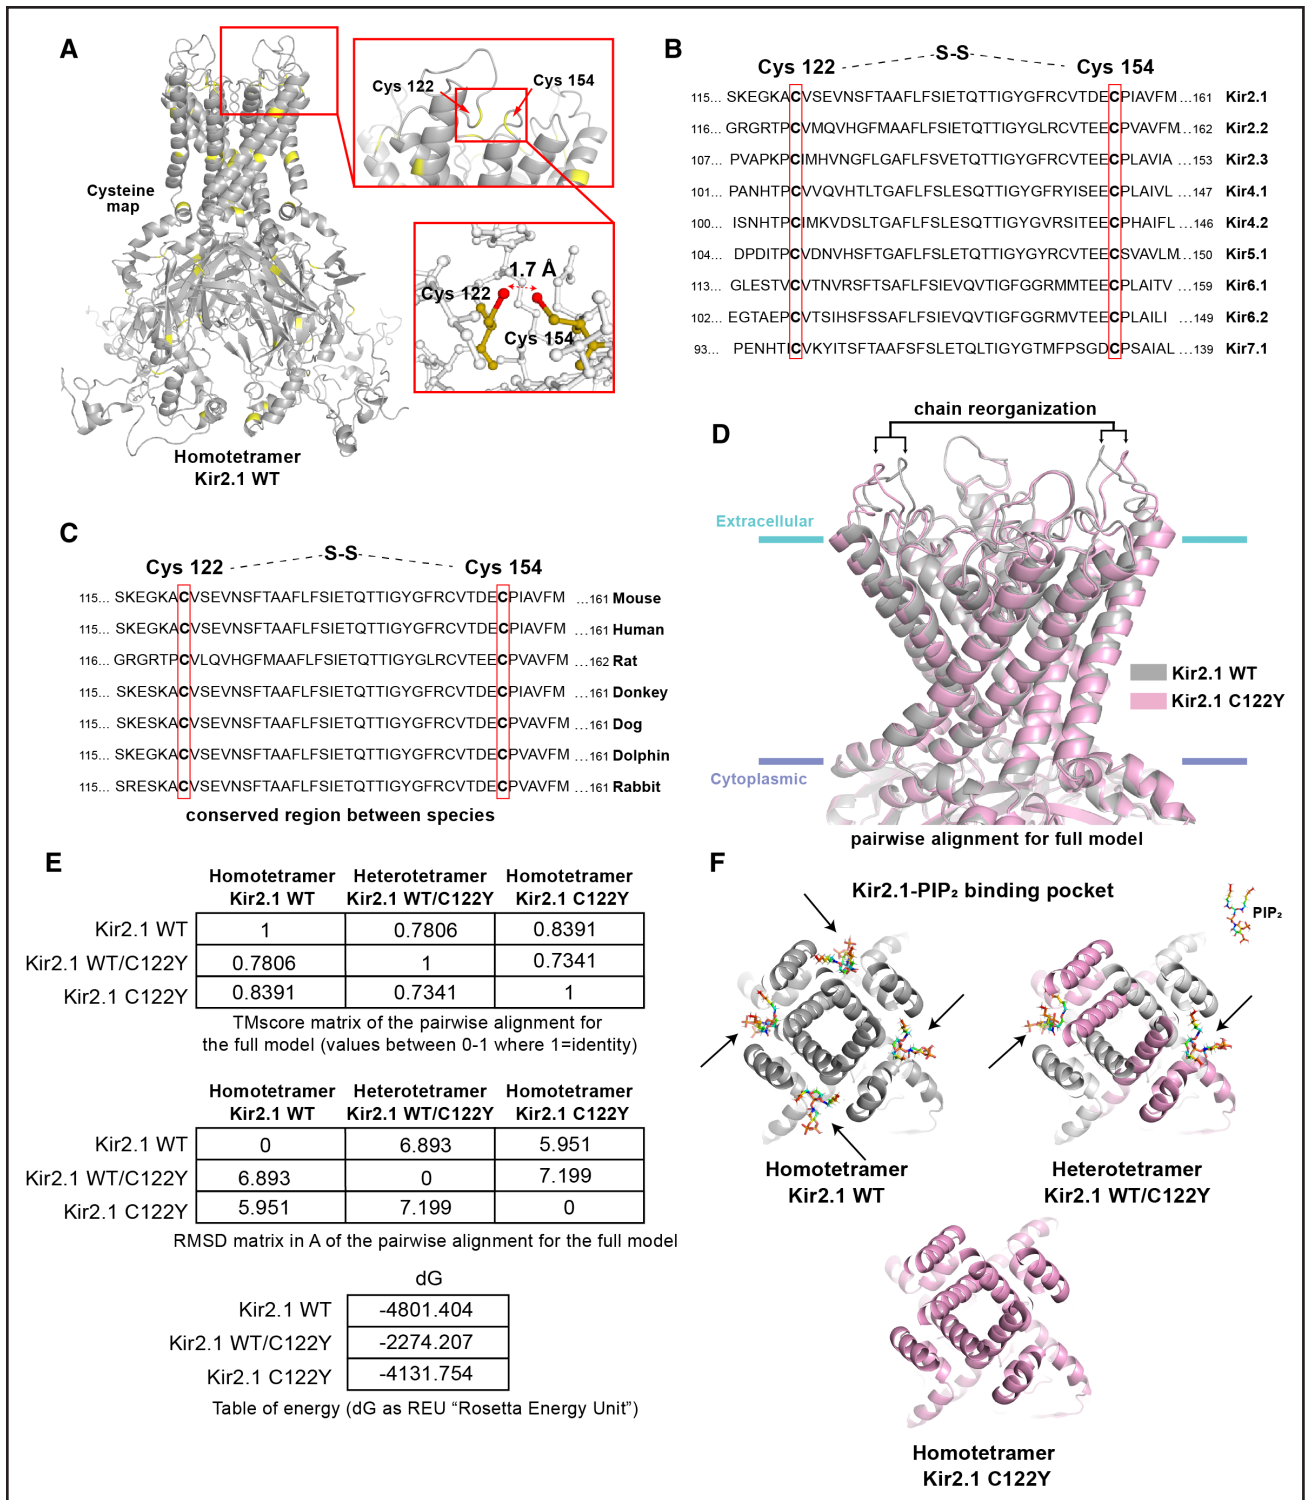 A
Cys 122
Cys 154
Cysteine
map
1.7 Å
Cys 122
Cys 154
Homotetramer
Kir2.1 WT
B
S-S
Cys 122
Cys 154
115... SKEGKACVSEVNSFTAAFLFSIETQTTIGYGFRCVTDECPIAVFM ...161 Kir2.1
116... GRGRTPCVMQVHGFMAAFLFSIETQTTIGYGLRCVTEECPVAVFM ...162 Kir2.2
107... PVAPKPCIMHVNGFLGAFLFSVETQTTIGYGFRCVTEECPLAVIA ...153 Kir2.3
101... PANHTPCVVQVHTLTGAFLFSLESQTTIGYGFRYISEECPLAIVL ...147 Kir4.1
100... ISNHTPCIMKVDSLTGAFLFSLESQTTIGYGVRSITEECPHAIFL ...146 Kir4.2
104... DPDITPCVDNVHSFTGAFLFSLETQTTIGYGYRCVTEECSVAVLM ...150 Kir5.1
113... GLESTVCVTNVRSFTSAFLFSIEVQVTIGFGGRMMTEECPLAITV ...159 Kir6.1
102... EGTAEPCVTSIHSFSSAFLFSIEVQVTIGFGGRMVTEECPLAILI ...149 Kir6.2
93... PENHTICVKYITSFTAAFSFSLETQLTIGYGTMFPSGDCPSAIAL ...139 Kir7.1
C
S-S
Cys 122
Cys 154
115... SKEGKACVSEVNSFTAAFLFSIETQTTIGYGFRCVTDECPIAVFM ...161 Mouse
115... SKEGKACVSEVNSFTAAFLFSIETQTTIGYGFRCVTDECPIAVFM ...161 Human
116... GRGRTPCVLQVHGFMAAFLFSIETQTTIGYGLRCVTEECPVAVFM ...162 Rat
115... SKESKACVSEVNSFTAAFLFSIETQTTIGYGFRCVTDECPIAVFM ...161 Donkey
115... SKESKACVSEVNSFTAAFLFSIETQTTIGYGFRCVTDECPVAVFM ...161 Dog
115... SKEGKACVSEVNSFTAAFLFSIETQTTIGYGFRCVTDECPVAVFM ...161 Dolphin
115... SRESKACVSEVNSFTAAFLFSIETQTTIGYGFRCVTDECPVAVFM ...161 Rabbit
conserved region between species
D
chain reorganization
Extracellular
Kir2.1 WT
Kir2.1 C122Y
Cytoplasmic
pairwise alignment for full model
E
Homotetramer Heterotetramer Homotetramer
Kir2.1 WT Kir2.1 WT/C122Y Kir2.1 C122Y
Kir2.1 WT 1 0.7806 0.8391
Kir2.1 WT/C122Y 0.7806 1 0.7341
Kir2.1 C122Y 0.8391 0.7341 1
TMscore matrix of the pairwise alignment for
the full model (values between 0-1 where 1=identity)
Homotetramer Heterotetramer Homotetramer
Kir2.1 WT Kir2.1 WT/C122Y Kir2.1 C122Y
Kir2.1 WT 0 6.893 5.951
Kir2.1 WT/C122Y 6.893 0 7.199
Kir2.1 C122Y 5.951 7.199 0
RMSD matrix in A of the pairwise alignment for the full model
dG
Kir2.1 WT -4801.404
Kir2.1 WT/C122Y -2274.207
Kir2.1 C122Y -4131.754
Table of energy (dG as REU “Rosetta Energy Unit”)
F
Kir2.1-PIP₂ binding pocket
PIP₂
Homotetramer
Kir2.1 WT
Heterotetramer
Kir2.1 WT/C122Y
Homotetramer
Kir2.1 C122Y